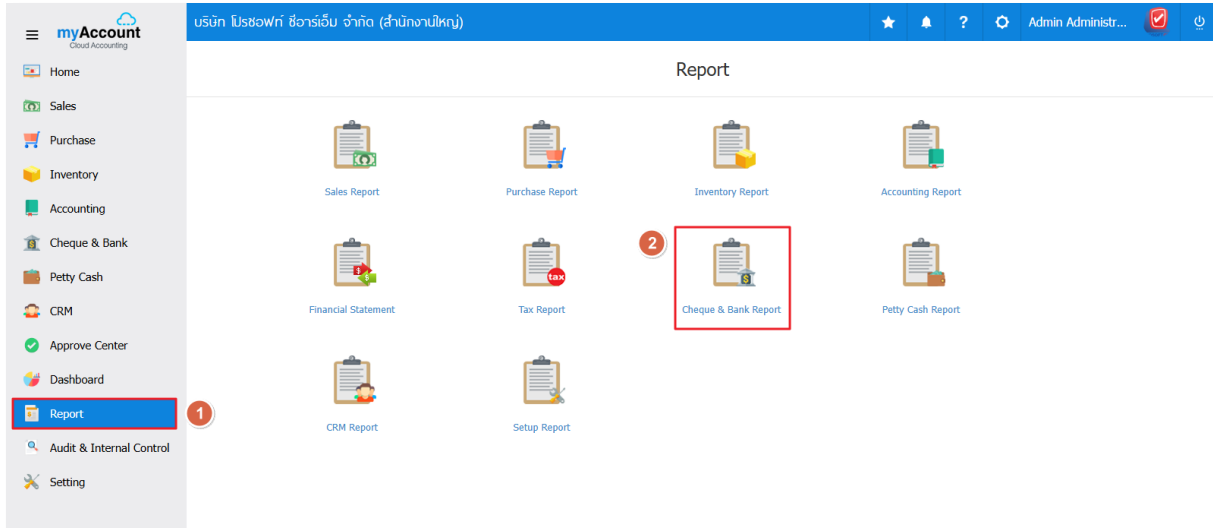 myAccount
Cloud Accounting
บริษัท โปรซอฟท์ ซีอาร์เอ็ม จำกัด (สำนักงานใหญ่)
?
Admin Administr...
Home
Sales
Purchase
Inventory
Accounting
Cheque & Bank
Petty Cash
CRM
Approve Center
Dashboard
Report
1
Audit & Internal Control
Setting
Report
Sales Report
Purchase Report
Inventory Report
Accounting Report
2
$
$
tax
$
Financial Statement
Tax Report
Cheque & Bank Report
Petty Cash Report
CRM Report
Setup Report